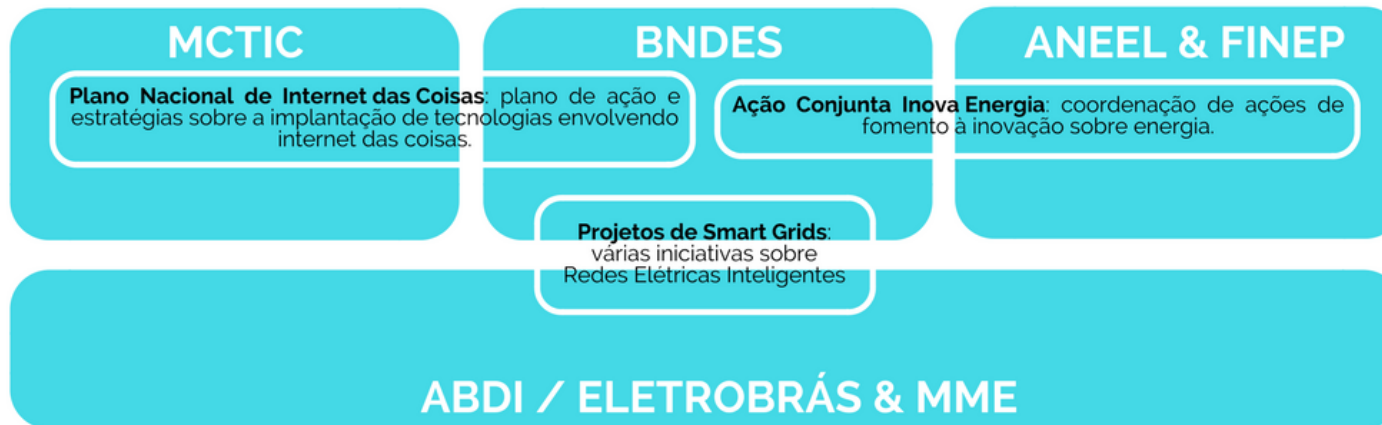 MCTIC
BNDES
ANEEL & FINEP
Plano Nacional de Internet das Coisas: plano de ação e
estratégias sobre a implantação de tecnologias envolvendo
internet das coisas.
Ação Conjunta Inova Energia: coordenação de ações de
fomento à inovação sobre energia.
Projetos de Smart Grids:
várias iniciativas sobre
Redes Elétricas Inteligentes
ABDI / ELETROBRÁS & MME